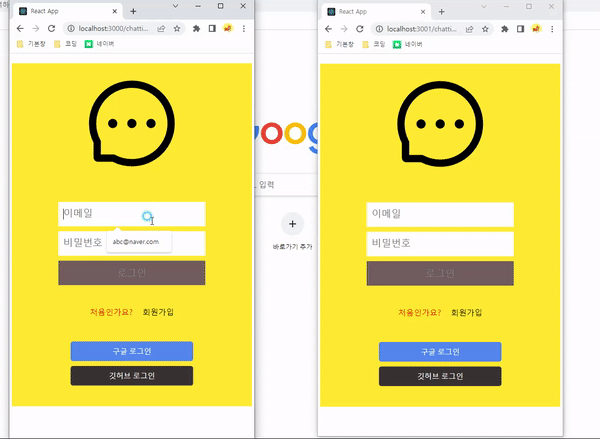 React App
localhost:3000/chatti...
기본창
코딩
네이버
이메일
비밀번호
abc@naver.com
로그인
처음인가요? 회원가입
구글 로그인
깃허브 로그인
oog
입력
바로가기 추가
React App
localhost:3001/chattin...
기본창
코딩
네이버
이메일
비밀번호
로그인
처음인가요? 회원가입
구글 로그인
깃허브 로그인